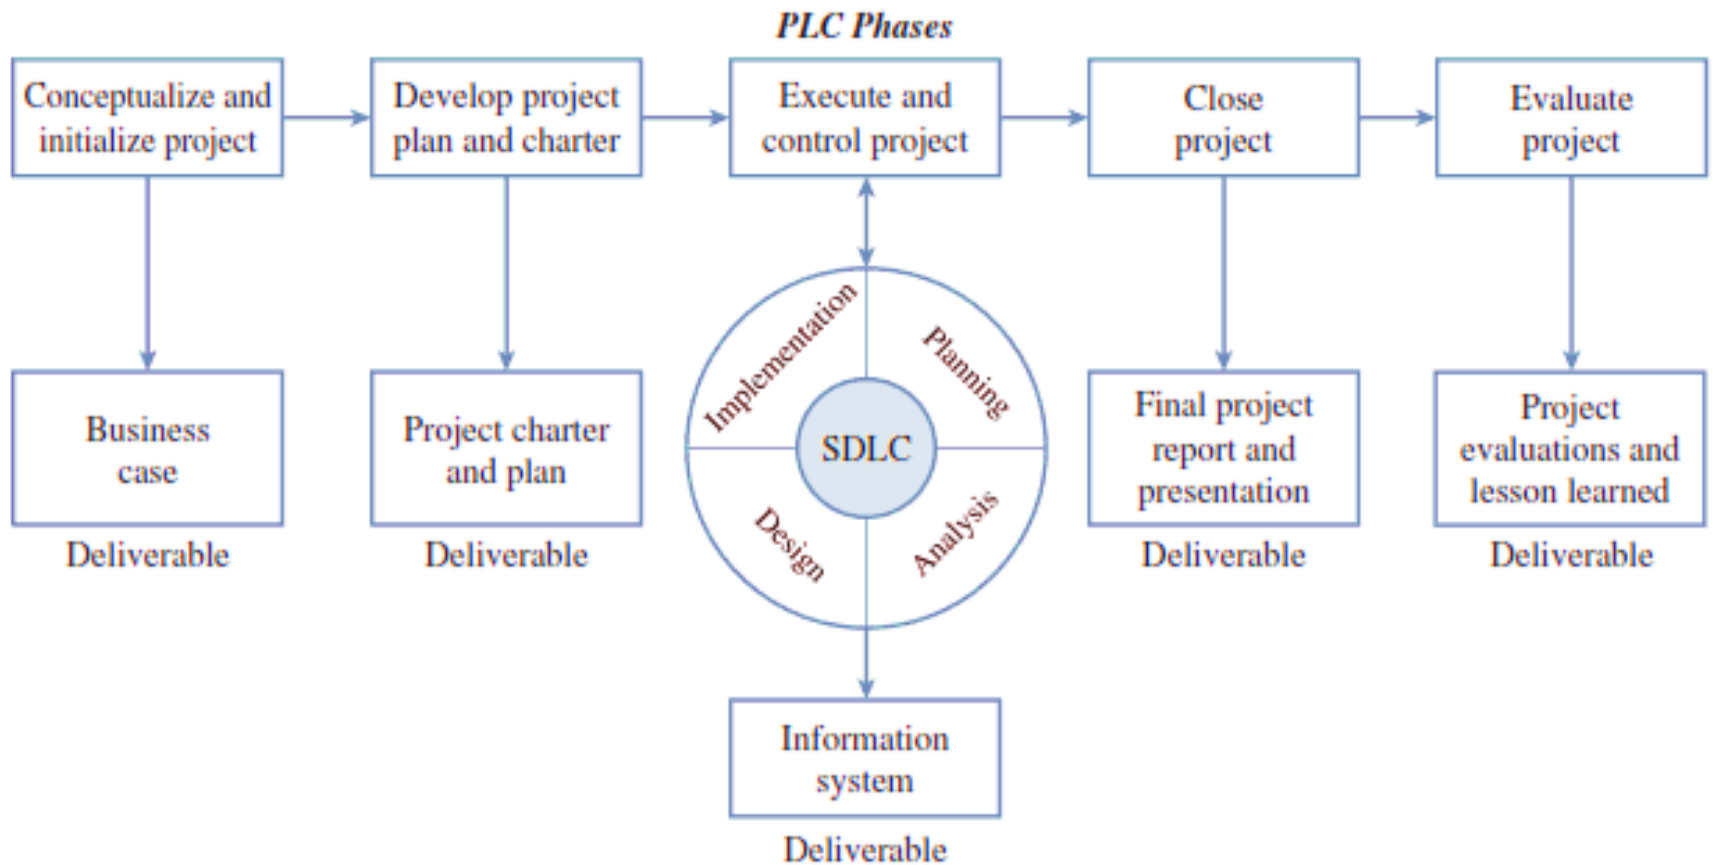 PLC Phases
Conceptualize and
initialize project
Develop project
plan and charter
Execute and
control project
Close
project
Evaluate
project
Implementation
Planning
SDLC
Design
Analysis
Business
case
Deliverable
Project charter
and plan
Deliverable
Final project
report and
presentation
Deliverable
Project
evaluations and
lesson learned
Deliverable
Information
system
Deliverable